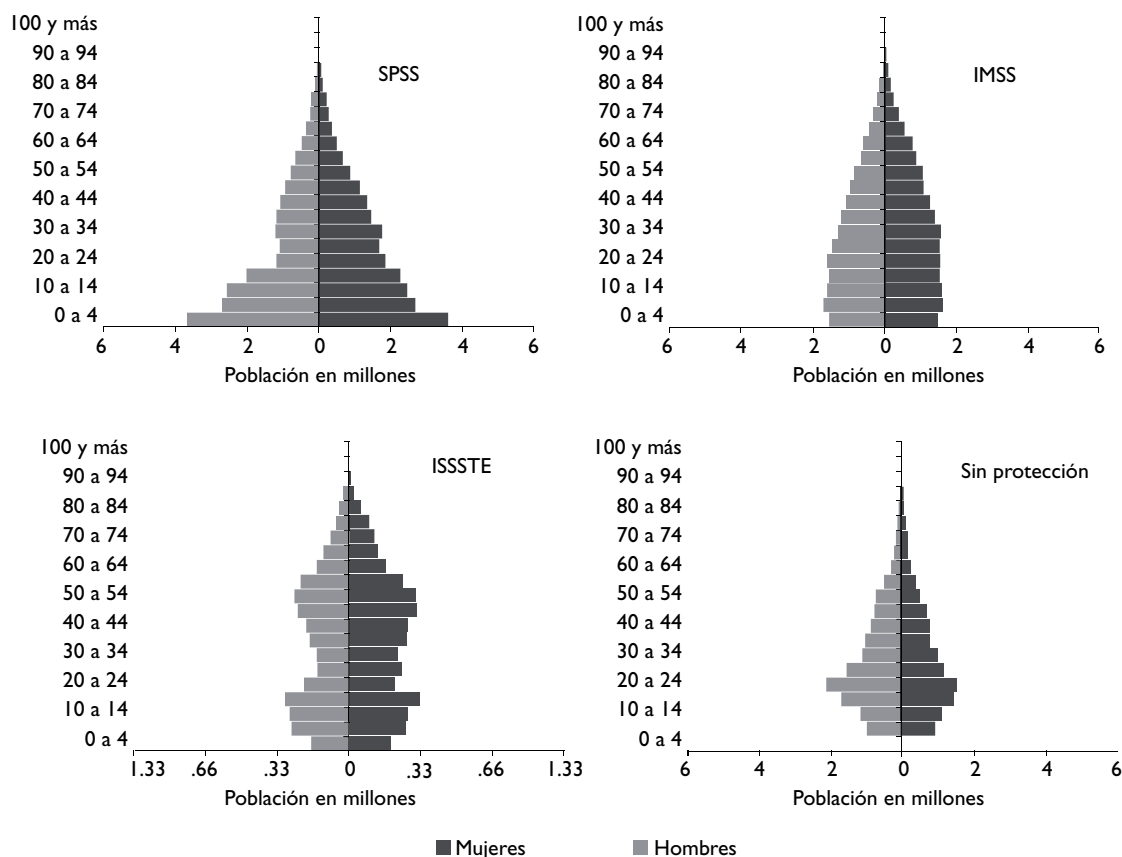 100 y más
90 a 94
80 a 84
70 a 74
60 a 64
50 a 54
40 a 44
30 a 34
20 a 24
10 a 14
0 a 4
SPSS
6 4 2 0 2 4 6
Población en millones
100 y más
90 a 94
80 a 84
70 a 74
60 a 64
50 a 54
40 a 44
30 a 34
20 a 24
10 a 14
0 a 4
IMSS
6 4 2 0 2 4 6
Población en millones
100 y más
90 a 94
80 a 84
70 a 74
60 a 64
50 a 54
40 a 44
30 a 34
20 a 24
10 a 14
0 a 4
ISSSTE
1.33 .66 .33 0 .33 .66 1.33
Población en millones
100 y más
90 a 94
80 a 84
70 a 74
60 a 64
50 a 54
40 a 44
30 a 34
20 a 24
10 a 14
0 a 4
Sin protección
6 4 2 0 2 4 6
Población en millones
Mujeres Hombres